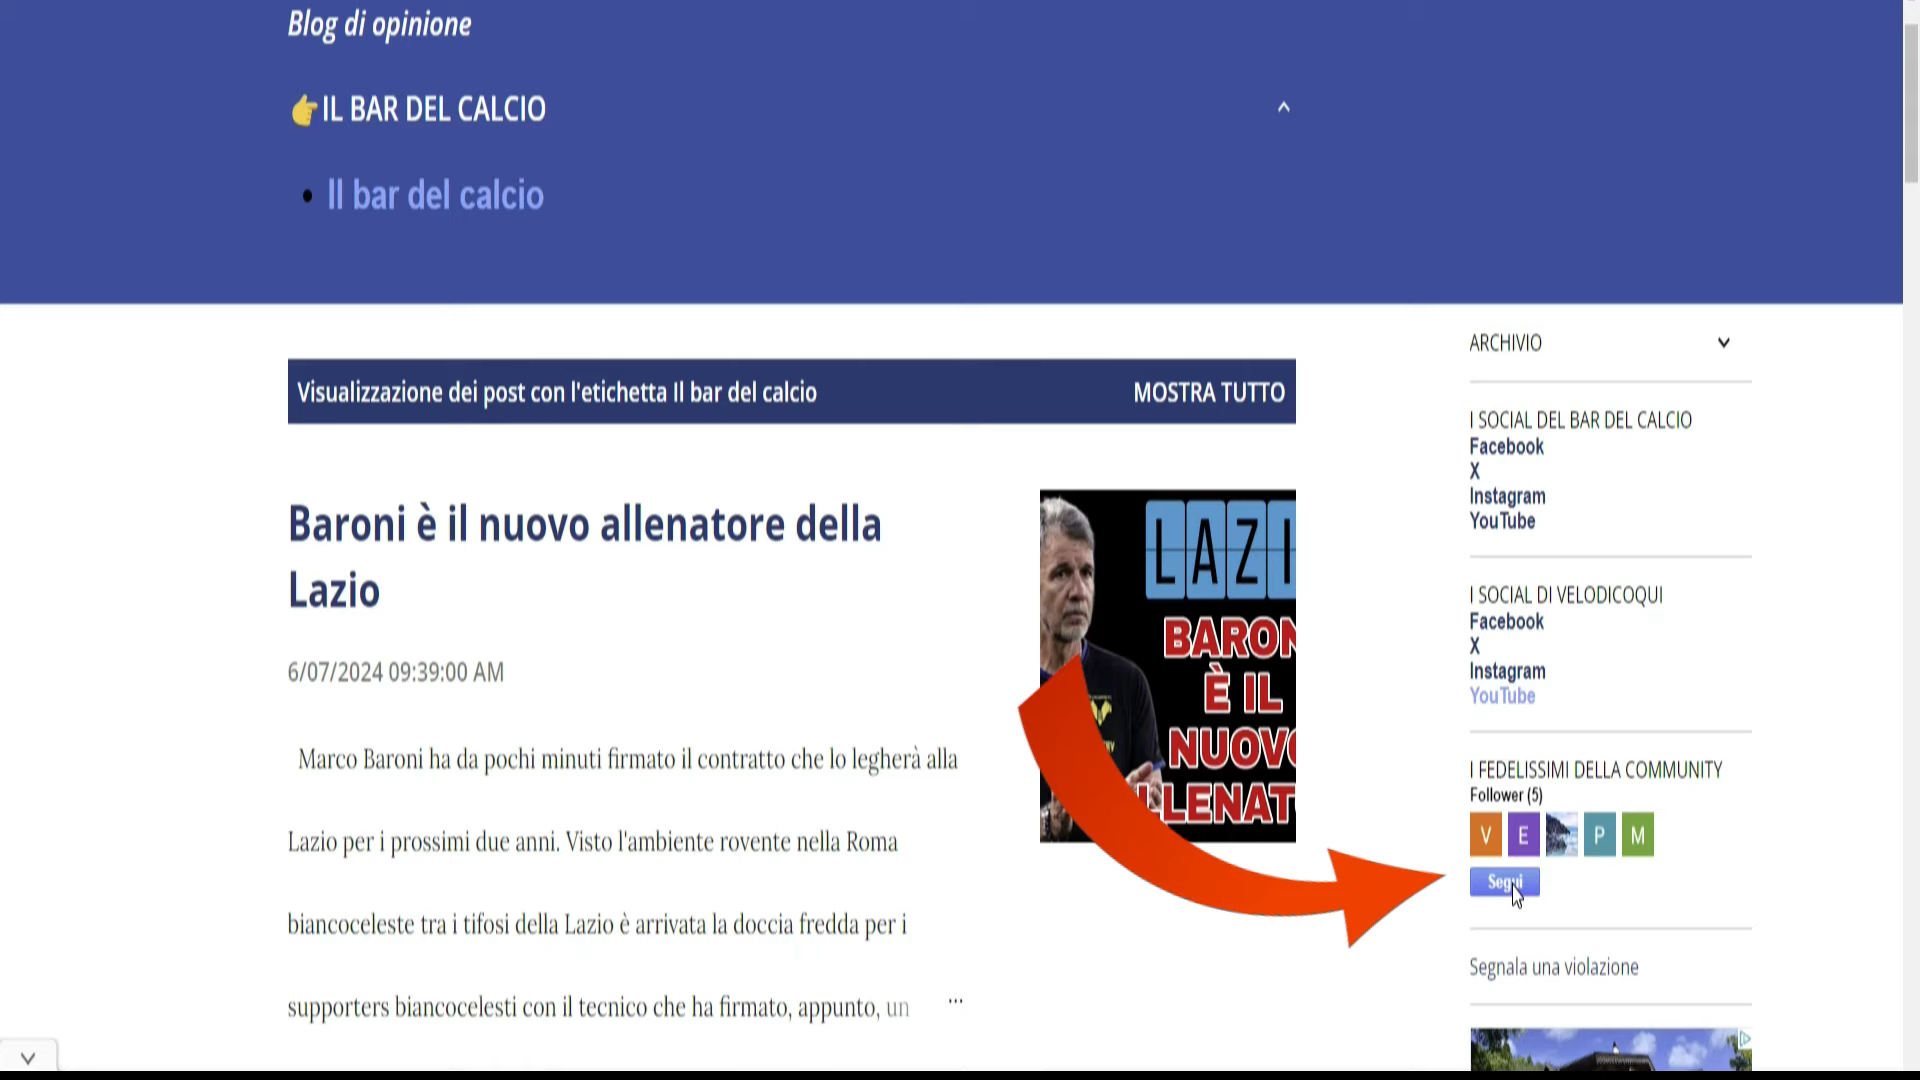 Blog di opinione
👉IL BAR DEL CALCIO
• Il bar del calcio
Visualizzazione dei post con l'etichetta Il bar del calcio
MOSTRA TUTTO
Baroni è il nuovo allenatore della
Lazio
6/07/2024 09:39:00 AM
Marco Baroni ha da pochi minuti firmato il contratto che lo legherà alla
Lazio per i prossimi due anni. Visto l'ambiente rovente nella Roma
biancoceleste tra i tifosi della Lazio è arrivata la doccia fredda per i
supporters biancocelesti con il tecnico che ha firmato, appunto, un ...
LAZI
BARON
È IL
NUOVO
LLENAT
ARCHIVIO
I SOCIAL DEL BAR DEL CALCIO
Facebook
X
Instagram
YouTube
I SOCIAL DI VELODICOQUI
Facebook
X
Instagram
YouTube
I FEDELISSIMI DELLA COMMUNITY
Follower (5)
V E P M
Segui
Segnala una violazione